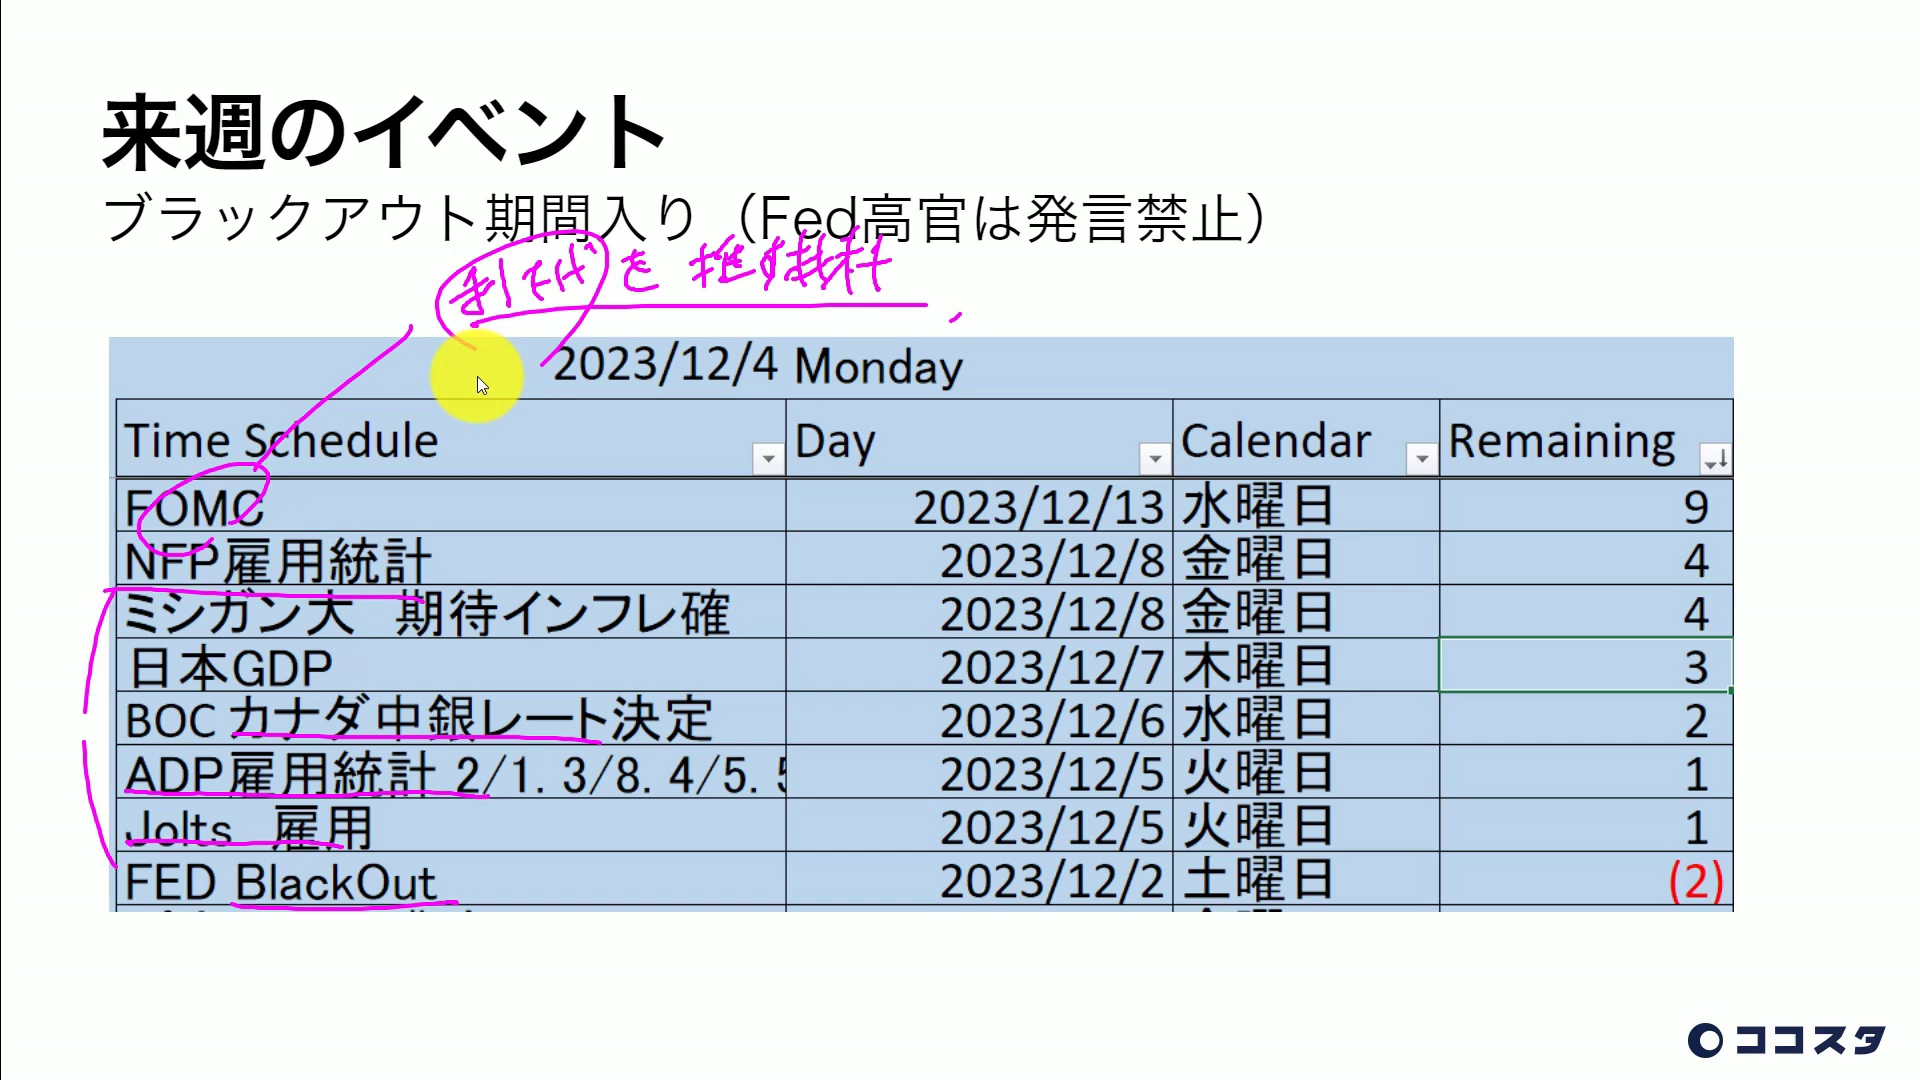 来週のイベント
ブラックアウト期間入り（Fed高官は発言禁止）
利下げを推す材料
2023/12/4 Monday
Time Schedule Day Calendar Remaining
FOMC 2023/12/13 水曜日 9
NFP雇用統計 2023/12/8 金曜日 4
ミシガン大　期待インフレ確 2023/12/8 金曜日 4
日本GDP 2023/12/7 木曜日 3
BOC カナダ中銀レート決定 2023/12/6 水曜日 2
ADP雇用統計 2/1. 3/8. 4/5. 5 2023/12/5 火曜日 1
Jolts　雇用 2023/12/5 火曜日 1
FED BlackOut 2023/12/2 土曜日 (2)
ココスタ